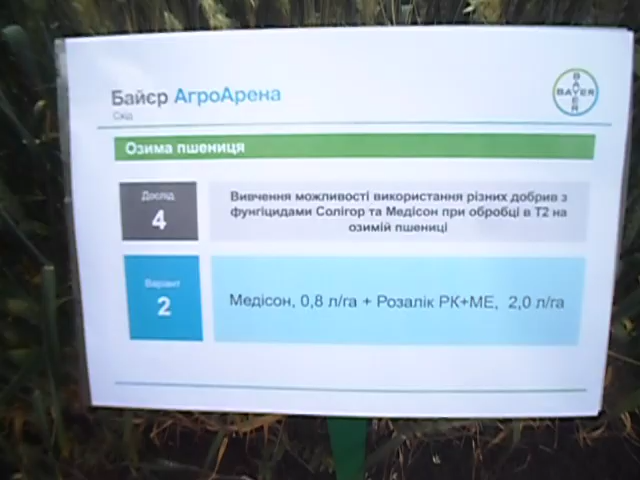 Байєр АгроАрена
Схід
BAYER
BAYER
Озима пшениця
Дослід
4
Вивчення можливості використання різних добрив з
фунгіцидами Солігор та Медісон при обробці в Т2 на
озимій пшениці
Варіант
2
Медісон, 0,8 л/га + Розалік РК+МЕ, 2,0 л/га